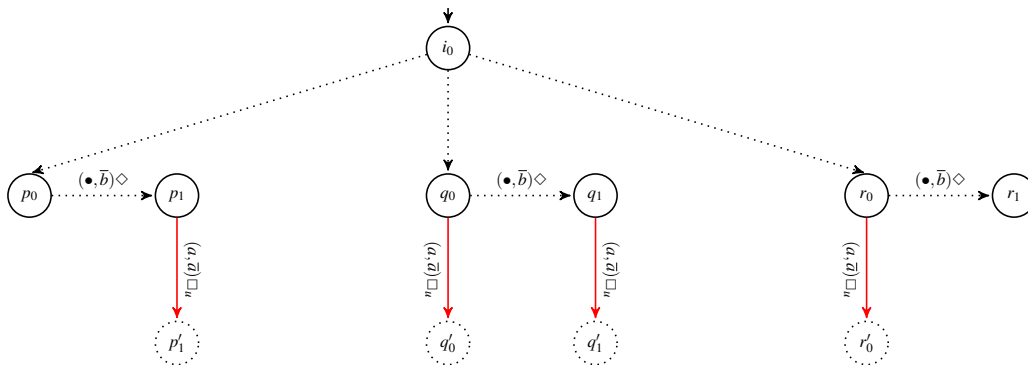 i₀
(•, b̅)◇ (•, b̅)◇ (•, b̅)◇
p₀ p₁ q₀ q₁ r₀ r₁
(a, a̅)□ᵤ (a, a̅)□ᵤ (a, a̅)□ᵤ (a, a̅)□ᵤ
p′₁ q′₀ q′₁ r′₀